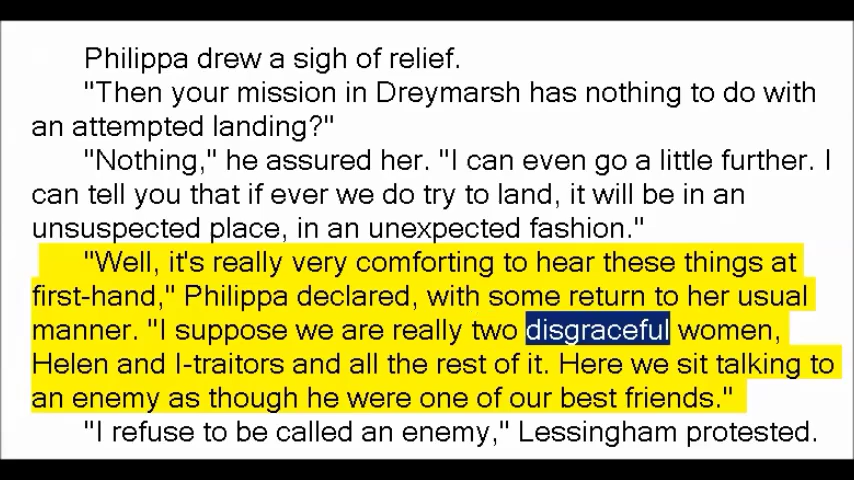 Philippa drew a sigh of relief.
"Then your mission in Dreymarsh has nothing to do with
an attempted landing?"
"Nothing," he assured her. "I can even go a little further. I
can tell you that if ever we do try to land, it will be in an
unsuspected place, in an unexpected fashion."
"Well, it's really very comforting to hear these things at
first-hand," Philippa declared, with some return to her usual
manner. "I suppose we are really two disgraceful women,
Helen and I-traitors and all the rest of it. Here we sit talking to
an enemy as though he were one of our best friends."
"I refuse to be called an enemy," Lessingham protested.